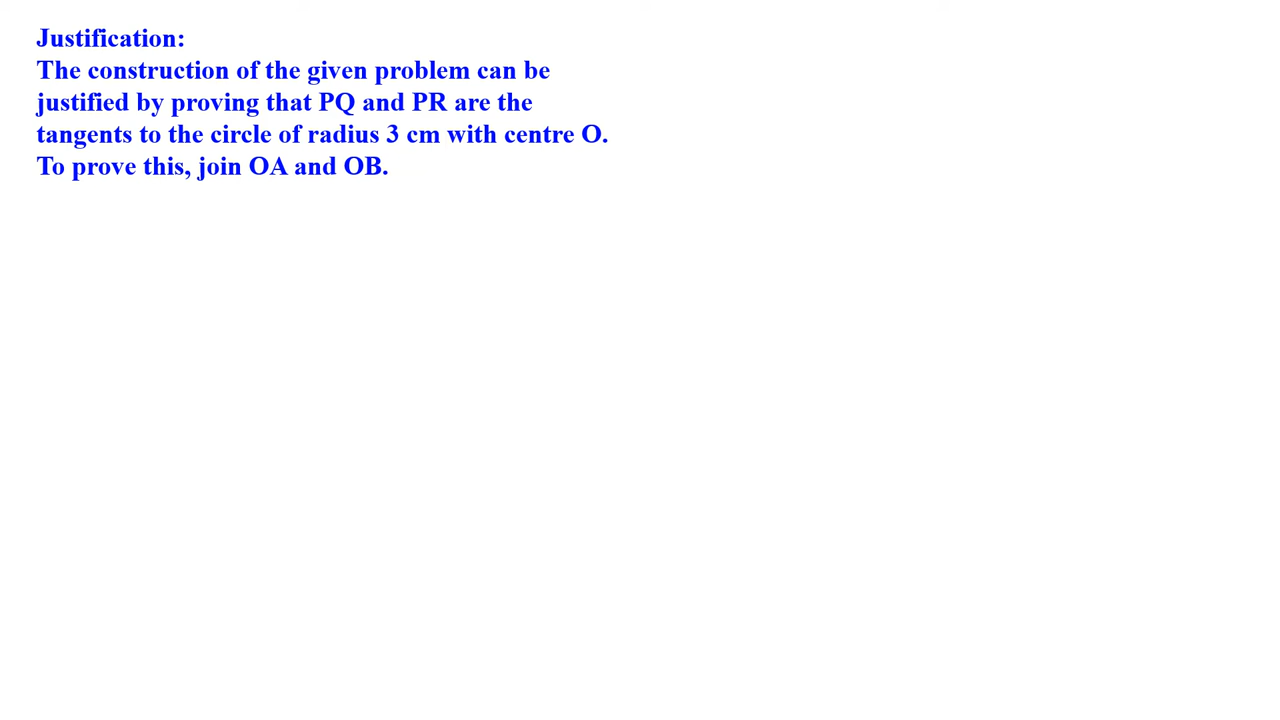 Justification:
The construction of the given problem can be
justified by proving that PQ and PR are the
tangents to the circle of radius 3 cm with centre O.
To prove this, join OA and OB.